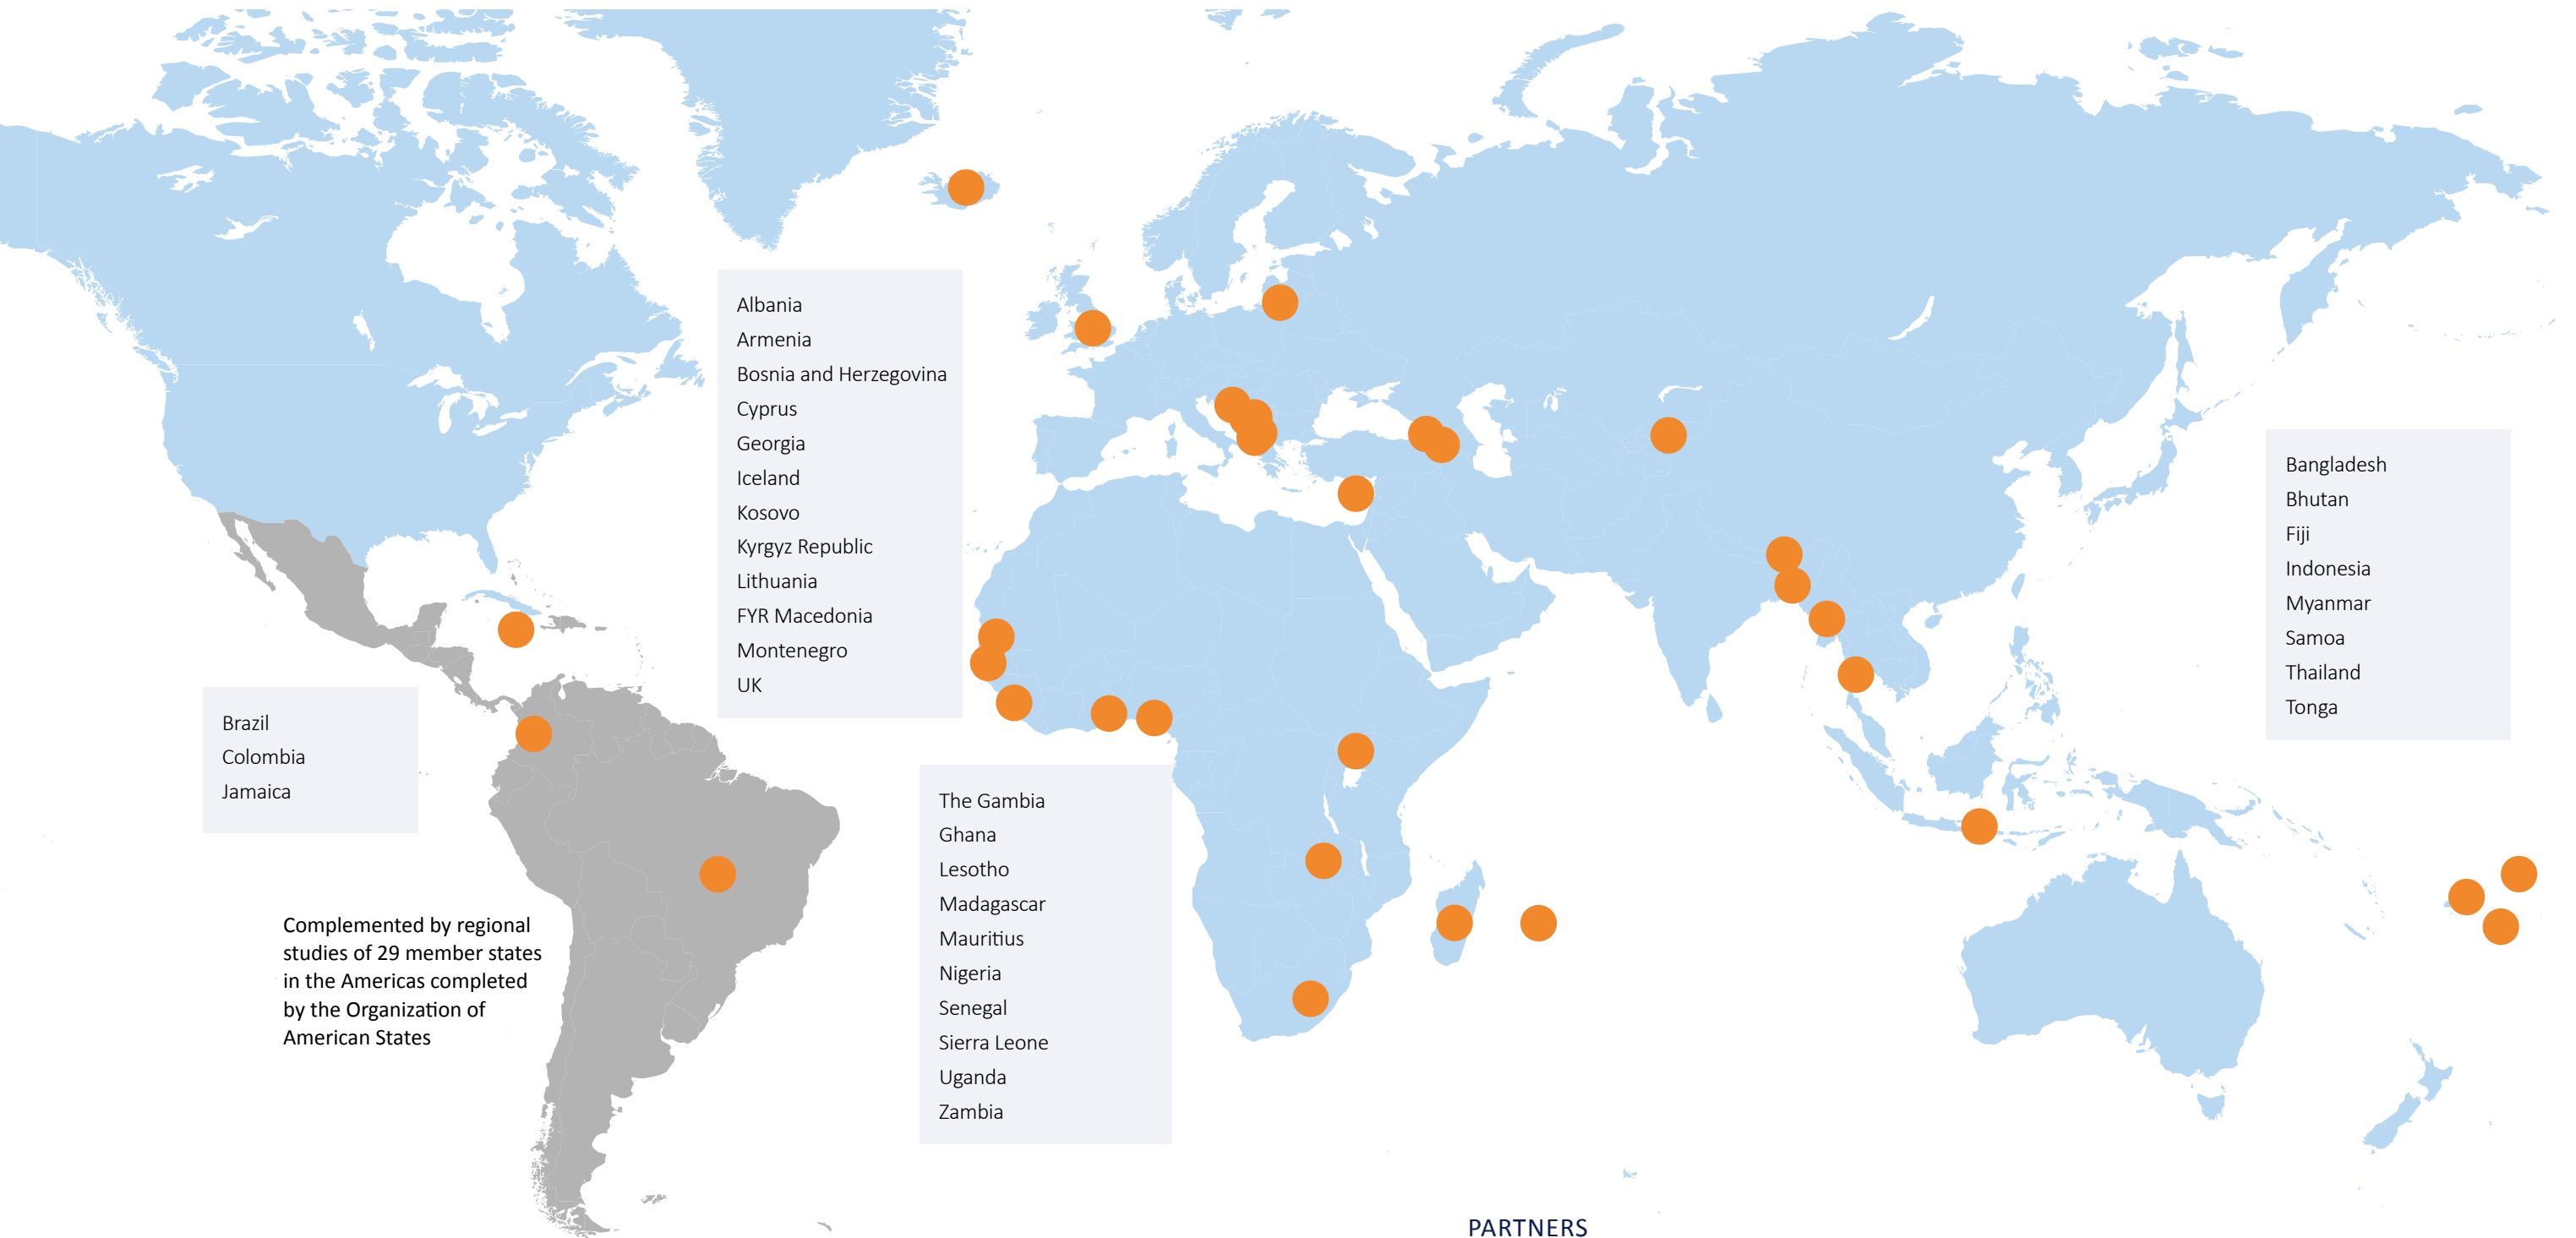 Albania
Armenia
Bosnia and Herzegovina
Cyprus
Georgia
Iceland
Kosovo
Kyrgyz Republic
Lithuania
FYR Macedonia
Montenegro
UK
Bangladesh
Bhutan
Fiji
Indonesia
Myanmar
Samoa
Thailand
Tonga
Brazil
Colombia
Jamaica
The Gambia
Ghana
Lesotho
Madagascar
Mauritius
Nigeria
Senegal
Sierra Leone
Uganda
Zambia
Complemented by regional
studies of 29 member states
in the Americas completed
by the Organization of
American States
PARTNERS